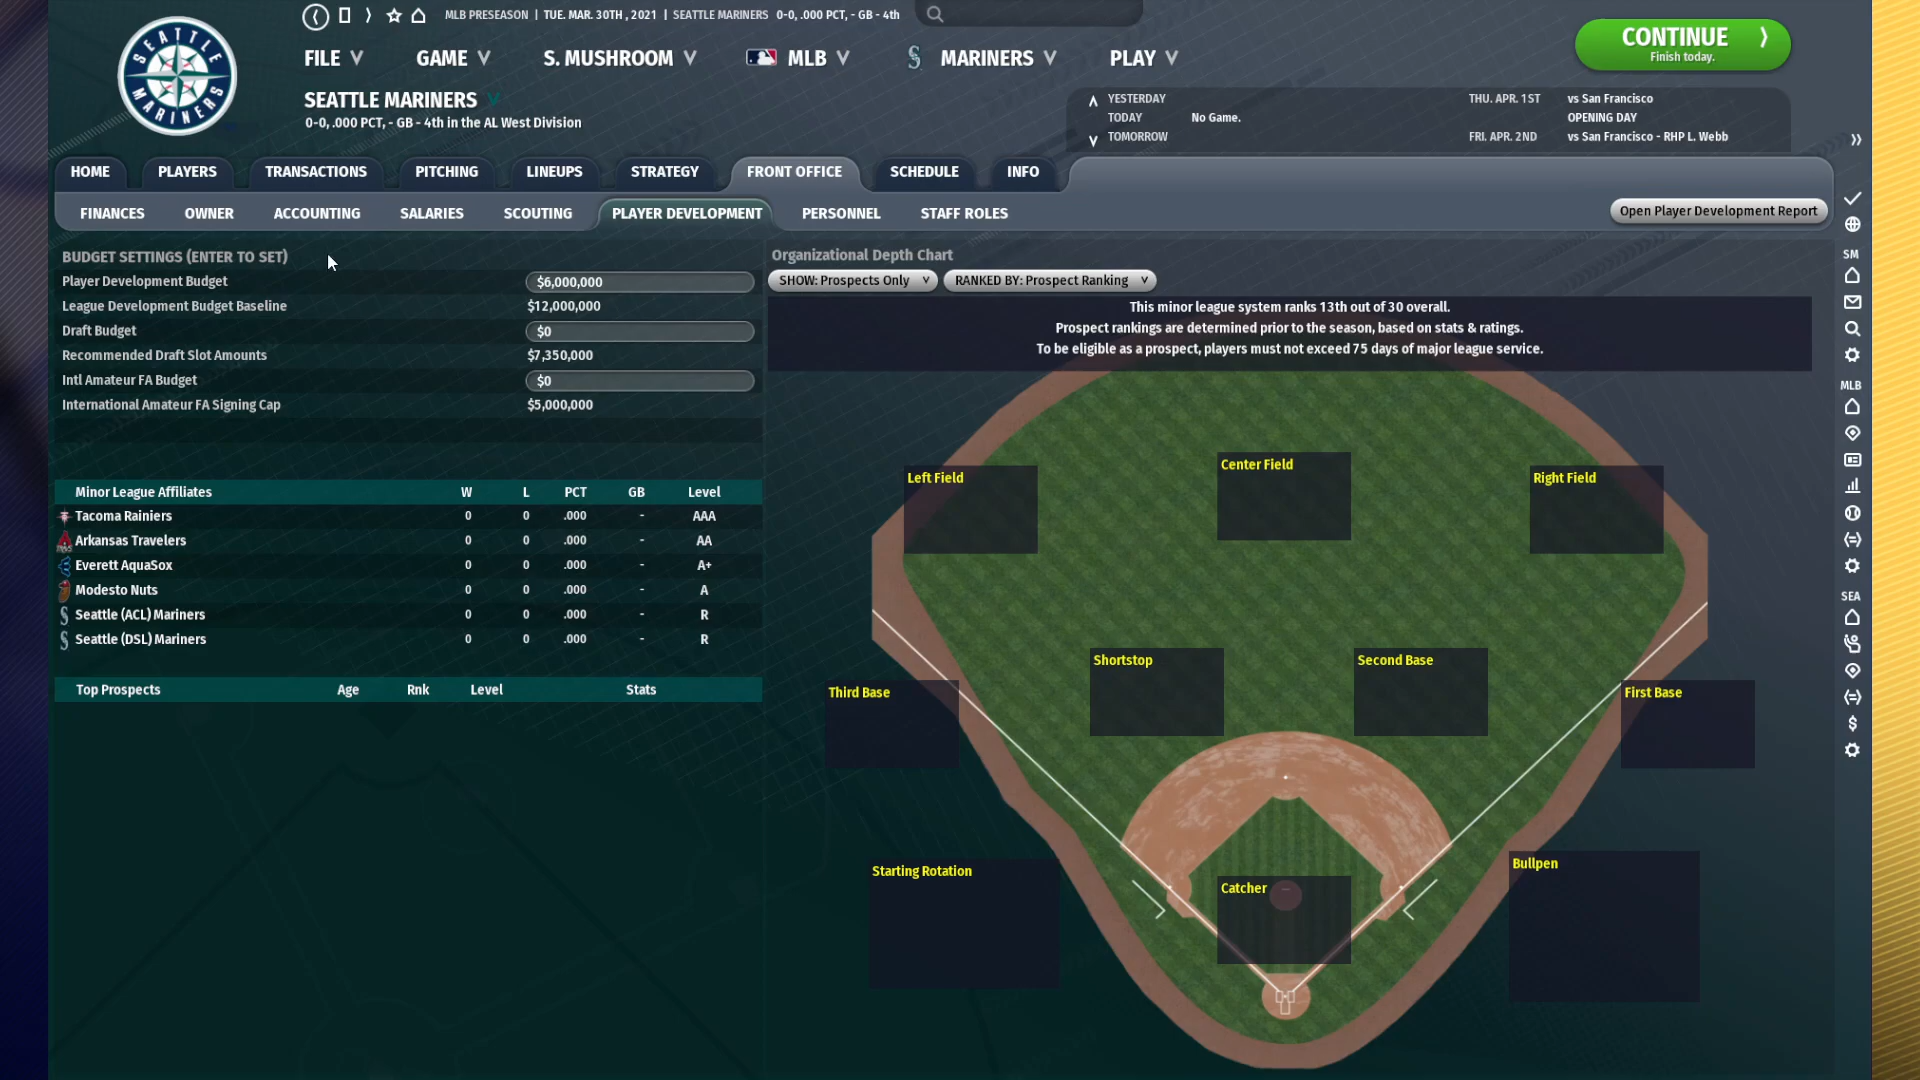 MLB PRESEASON | TUE. MAR. 30TH , 2021 | SEATTLE MARINERS 0-0, .000 PCT, - GB - 4th
SEATTLE MARINERS
FILE GAME S. MUSHROOM MLB MARINERS PLAY
CONTINUE
Finish today.
SEATTLE MARINERS
0-0, .000 PCT, - GB - 4th in the AL West Division
YESTERDAY THU. APR. 1ST vs San Francisco
TODAY No Game. OPENING DAY
TOMORROW FRI. APR. 2ND vs San Francisco - RHP L. Webb
HOME PLAYERS TRANSACTIONS PITCHING LINEUPS STRATEGY FRONT OFFICE SCHEDULE INFO
FINANCES OWNER ACCOUNTING SALARIES SCOUTING PLAYER DEVELOPMENT PERSONNEL STAFF ROLES
Open Player Development Report
BUDGET SETTINGS (ENTER TO SET)
Player Development Budget $6,000,000
League Development Budget Baseline $12,000,000
Draft Budget $0
Recommended Draft Slot Amounts $7,350,000
Intl Amateur FA Budget $0
International Amateur FA Signing Cap $5,000,000
Minor League Affiliates W L PCT GB Level
Tacoma Rainiers 0 0 .000 - AAA
Arkansas Travelers 0 0 .000 - AA
Everett AquaSox 0 0 .000 - A+
Modesto Nuts 0 0 .000 - A
Seattle (ACL) Mariners 0 0 .000 - R
Seattle (DSL) Mariners 0 0 .000 - R
Top Prospects Age Rnk Level Stats
Organizational Depth Chart
SHOW: Prospects Only RANKED BY: Prospect Ranking
This minor league system ranks 13th out of 30 overall.
Prospect rankings are determined prior to the season, based on stats & ratings.
To be eligible as a prospect, players must not exceed 75 days of major league service.
Left Field
Center Field
Right Field
Shortstop
Second Base
Third Base
First Base
Starting Rotation
Catcher
Bullpen
SM
MLB
SEA
$